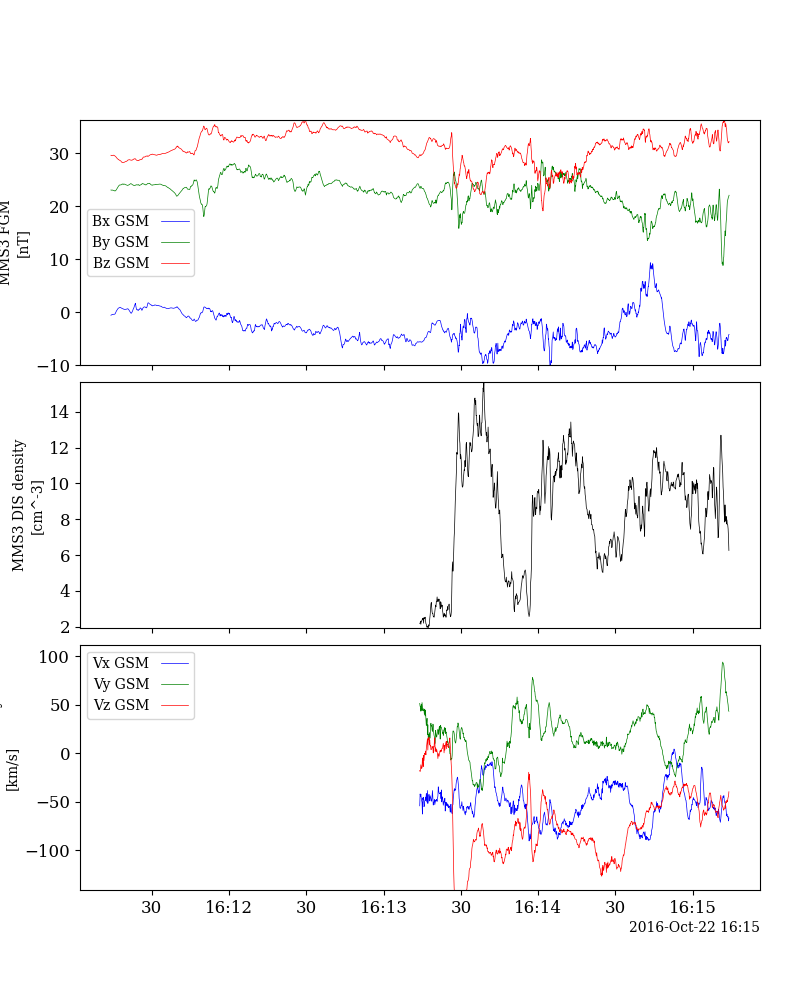 30
20
10
0
−10
MMS3 FGM
[nT]
Bx GSM
By GSM
Bz GSM
14
12
10
8
6
4
2
MMS3 DIS density
[cm^-3]
100
50
0
−50
−100
[km/s]
Vx GSM
Vy GSM
Vz GSM
30 16:12 30 16:13 30 16:14 30 16:15
2016-Oct-22 16:15